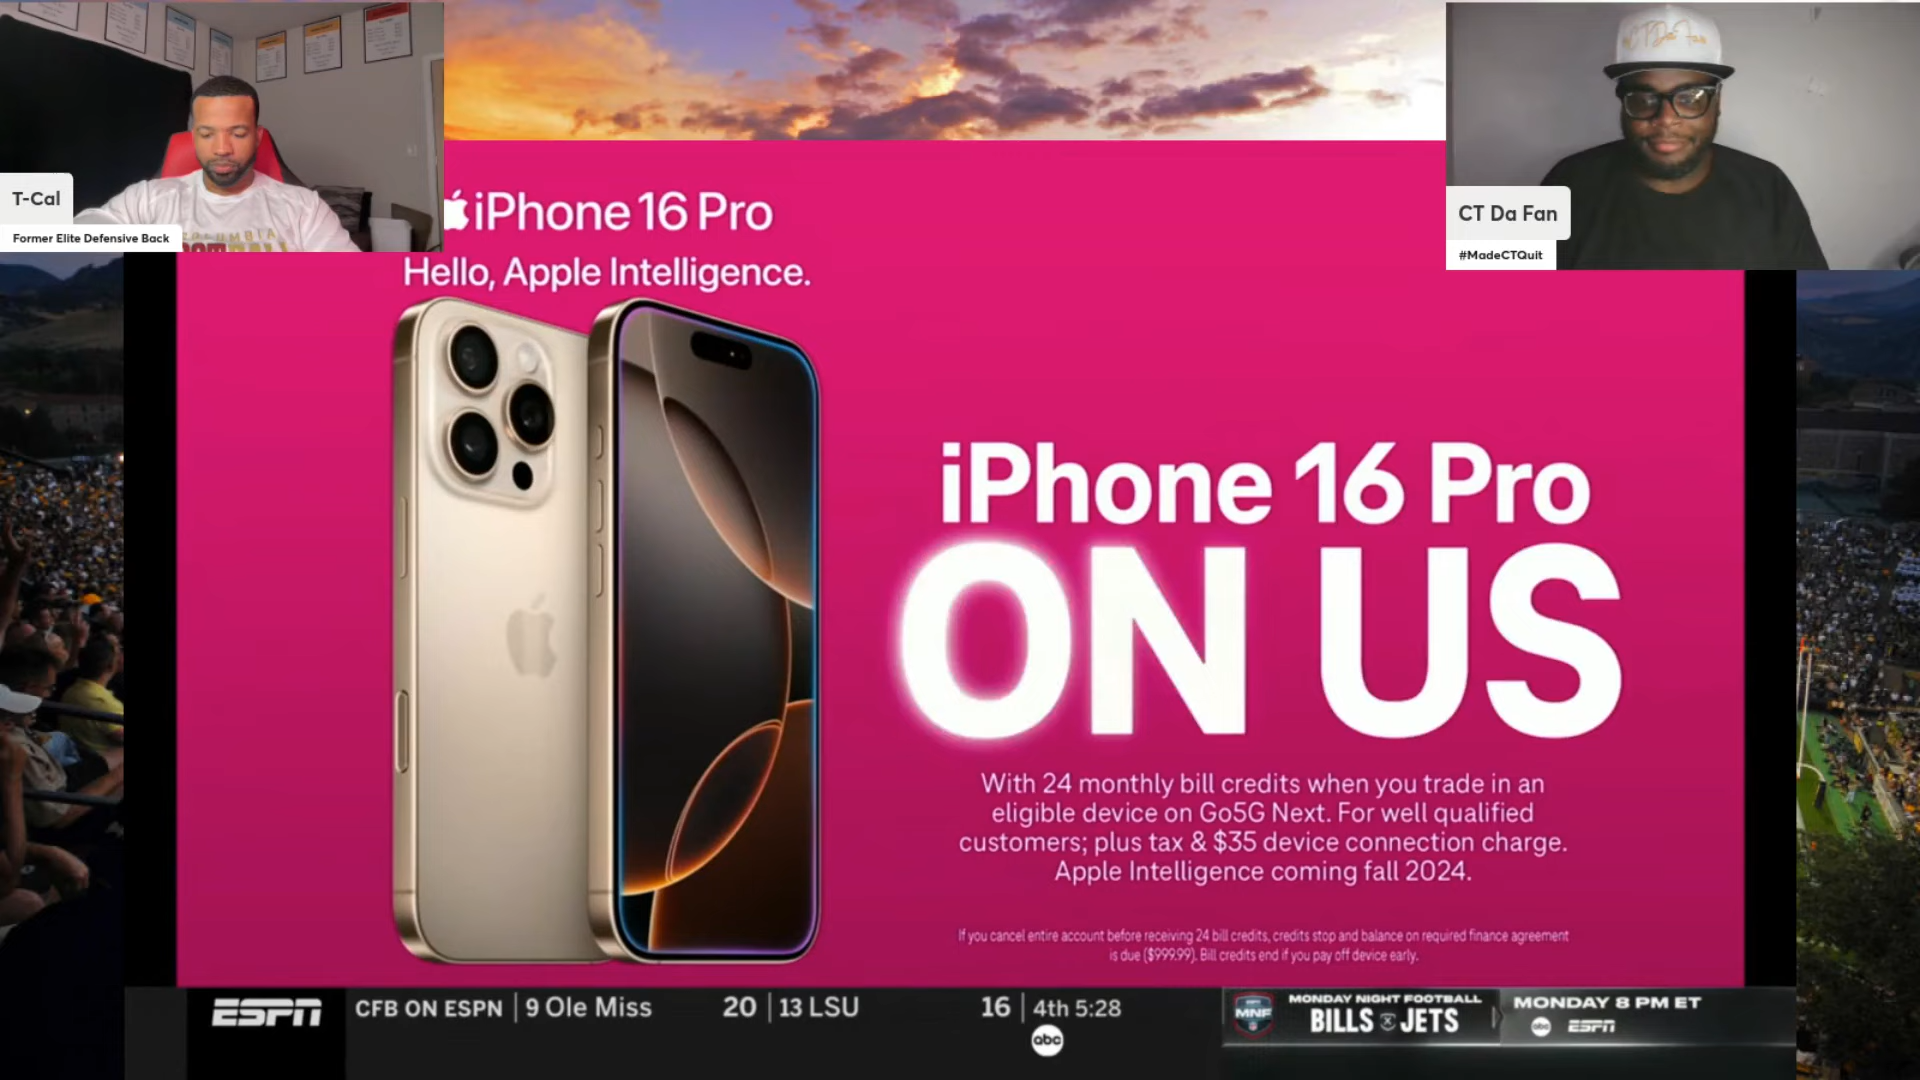 T-Cal
Former Elite Defensive Back
CT Da Fan
#MadeCTQuit
iPhone 16 Pro
Hello, Apple Intelligence.
iPhone 16 Pro
ON US
With 24 monthly bill credits when you trade in an
eligible device on Go5G Next. For well qualified
customers; plus tax & $35 device connection charge.
Apple Intelligence coming fall 2024.
If you cancel entire account before receiving 24 bill credits, credits stop and balance on required finance agreement
is due ($999.99). Bill credits end if you pay off device early.
ESPN
CFB ON ESPN | 9 Ole Miss 20 | 13 LSU 16 | 4th 5:28
abc
MNF
MONDAY NIGHT FOOTBALL
BILLS X JETS
MONDAY 8 PM ET
abc ESPN